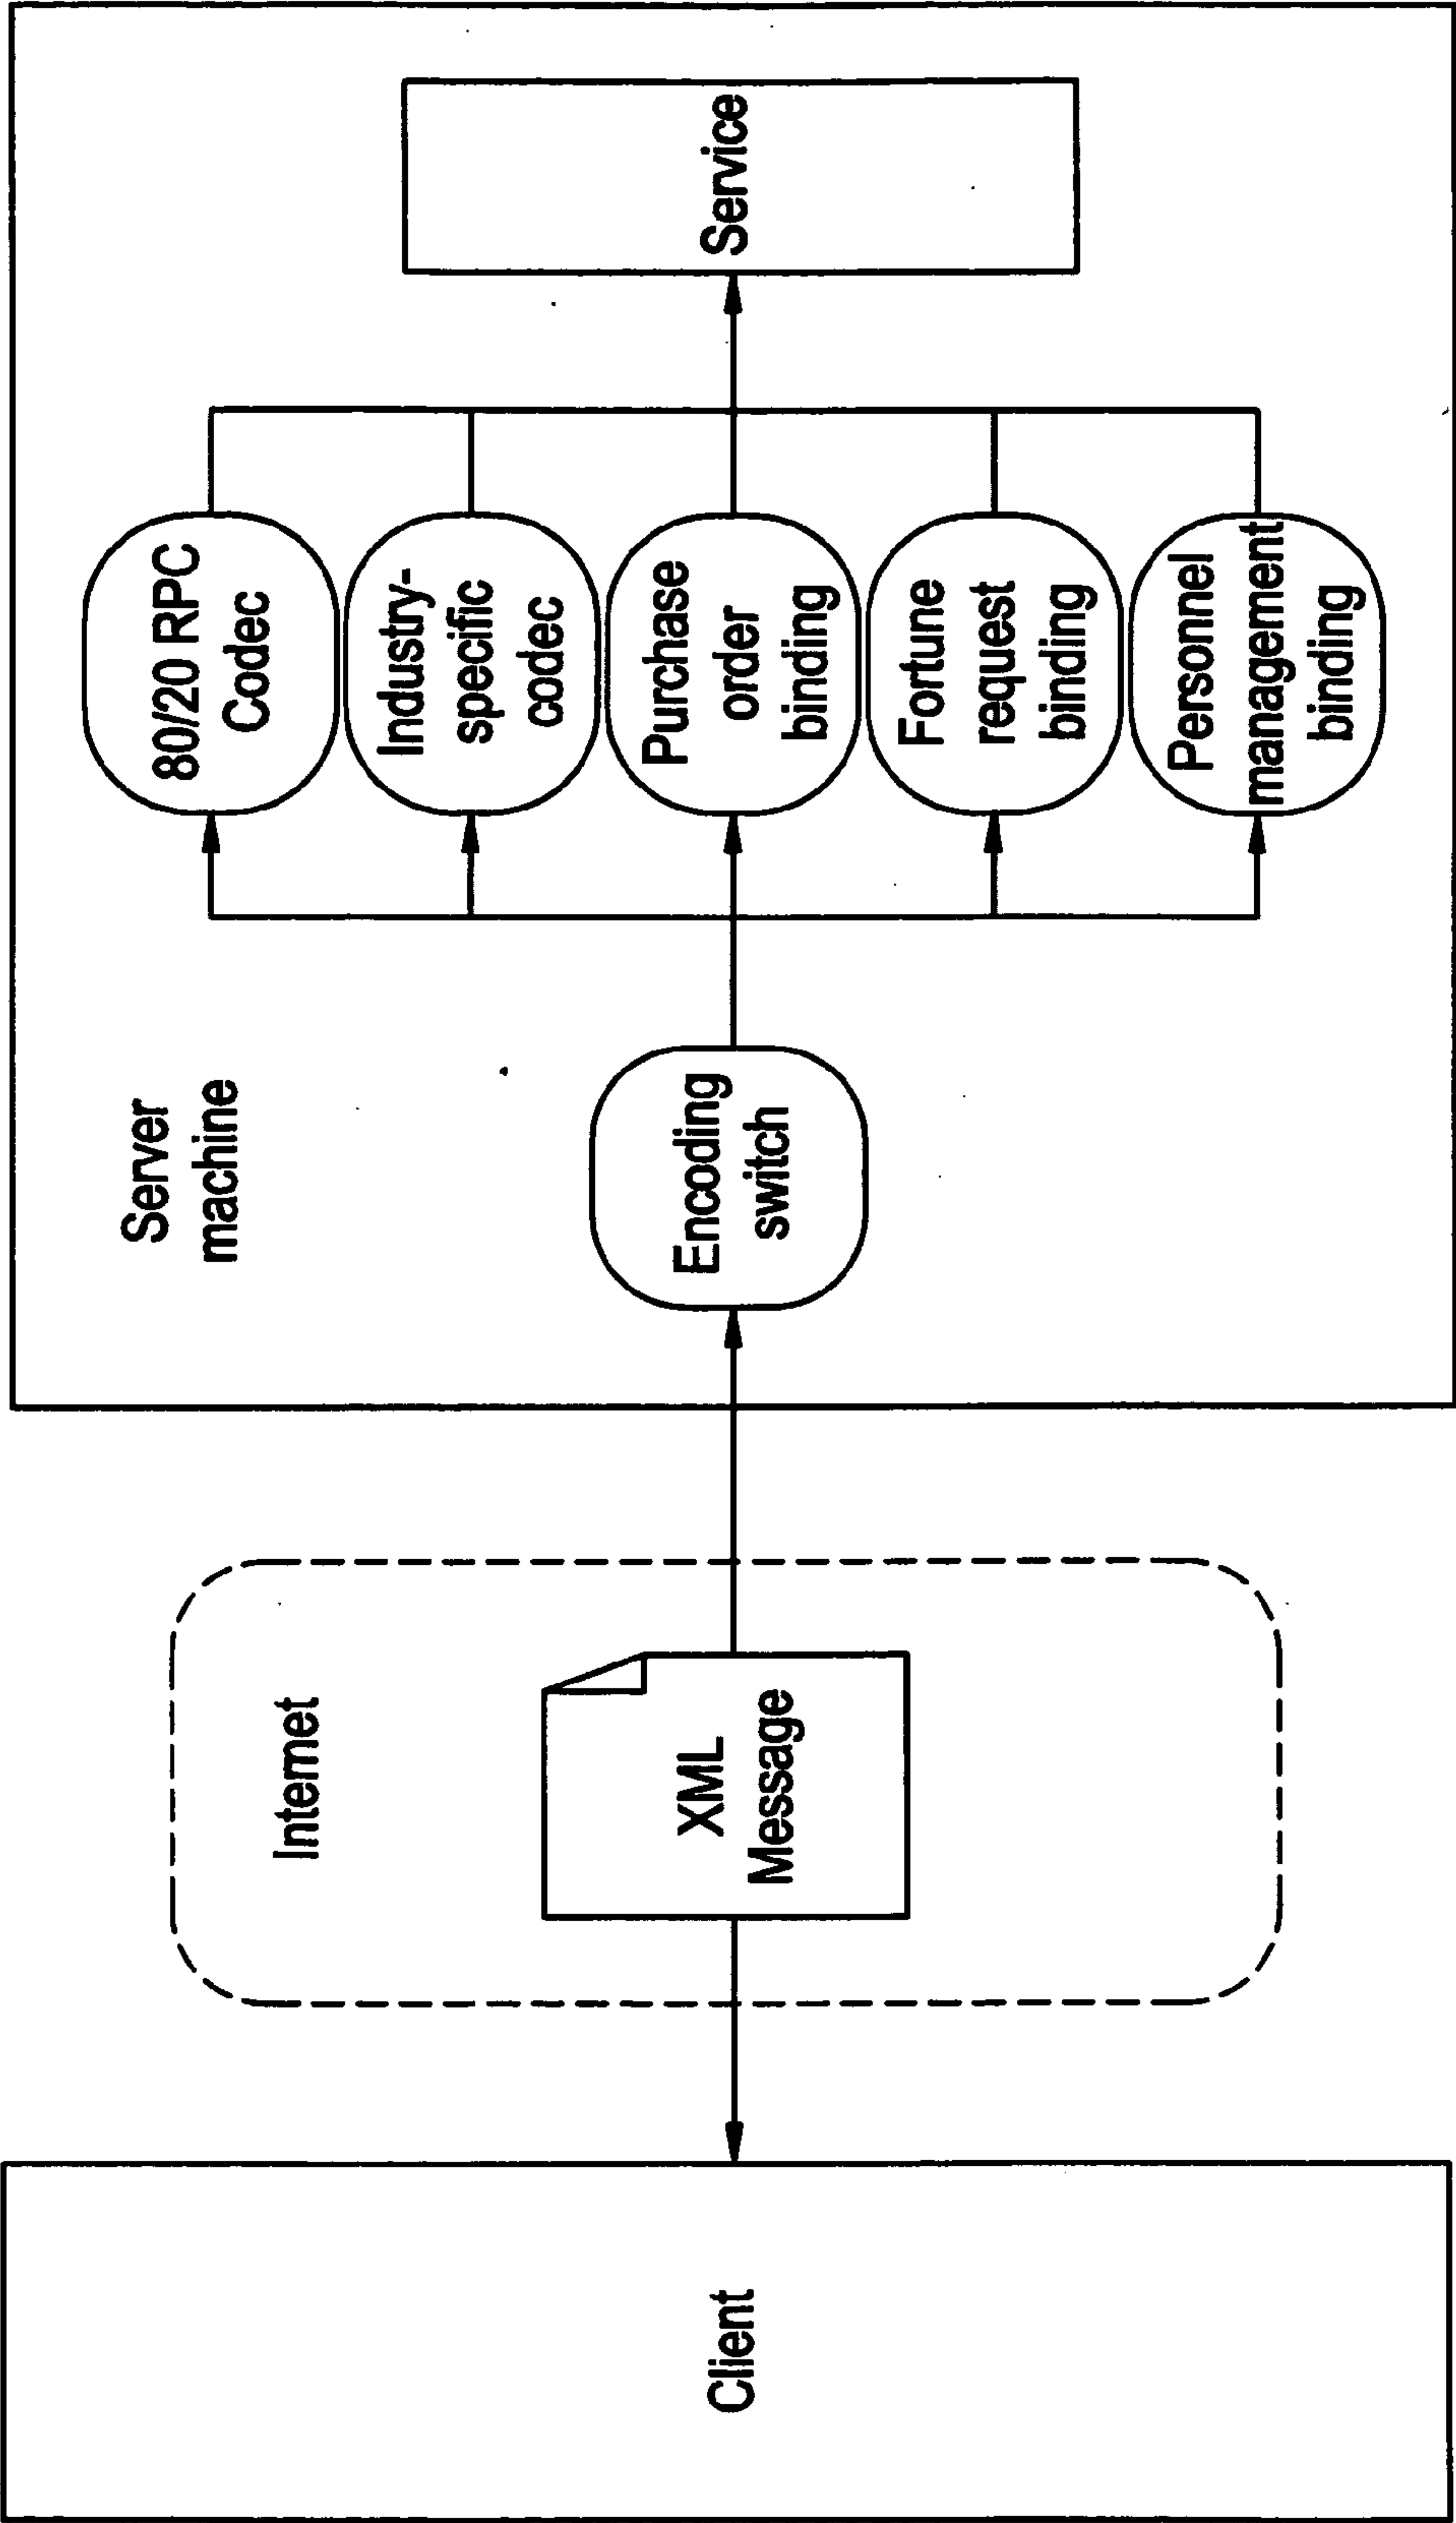 Client
Internet
XML
Message
Server
machine
Encoding
switch
80/20 RPC
Codec
Industry-
specific
codec
Purchase
order
binding
Fortune
request
binding
Personnel
management
binding
Service